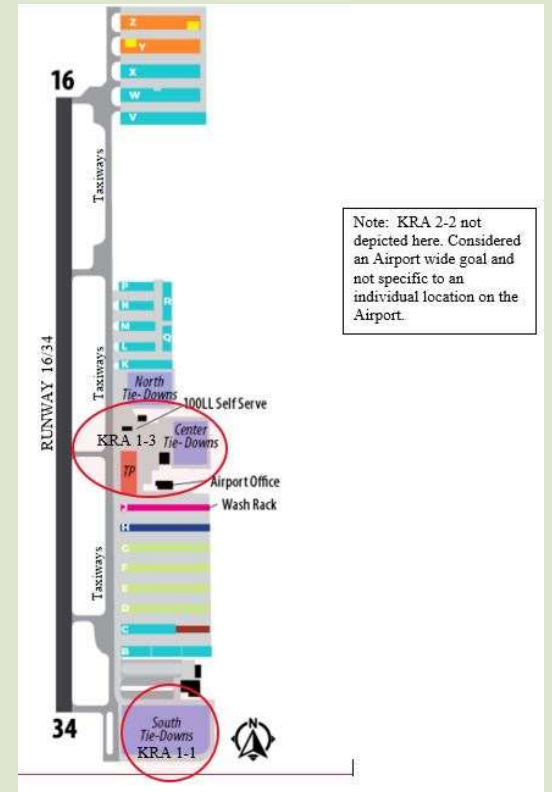 Z
Y
X
16
W
V
Taxiways
Note: KRA 2-2 not
depicted here. Considered
an Airport wide goal and
not specific to an
individual location on the
Airport.
P
N
R
M
Q
L
K
RUNWAY 16/34
Taxiways
North
Tie-Downs
100LL Self Serve
KRA 1-3
Center
Tie-Downs
TP
Airport Office
J
Wash Rack
H
G
F
Taxiways
E
D
C
B
34
South
Tie-Downs
KRA 1-1
N